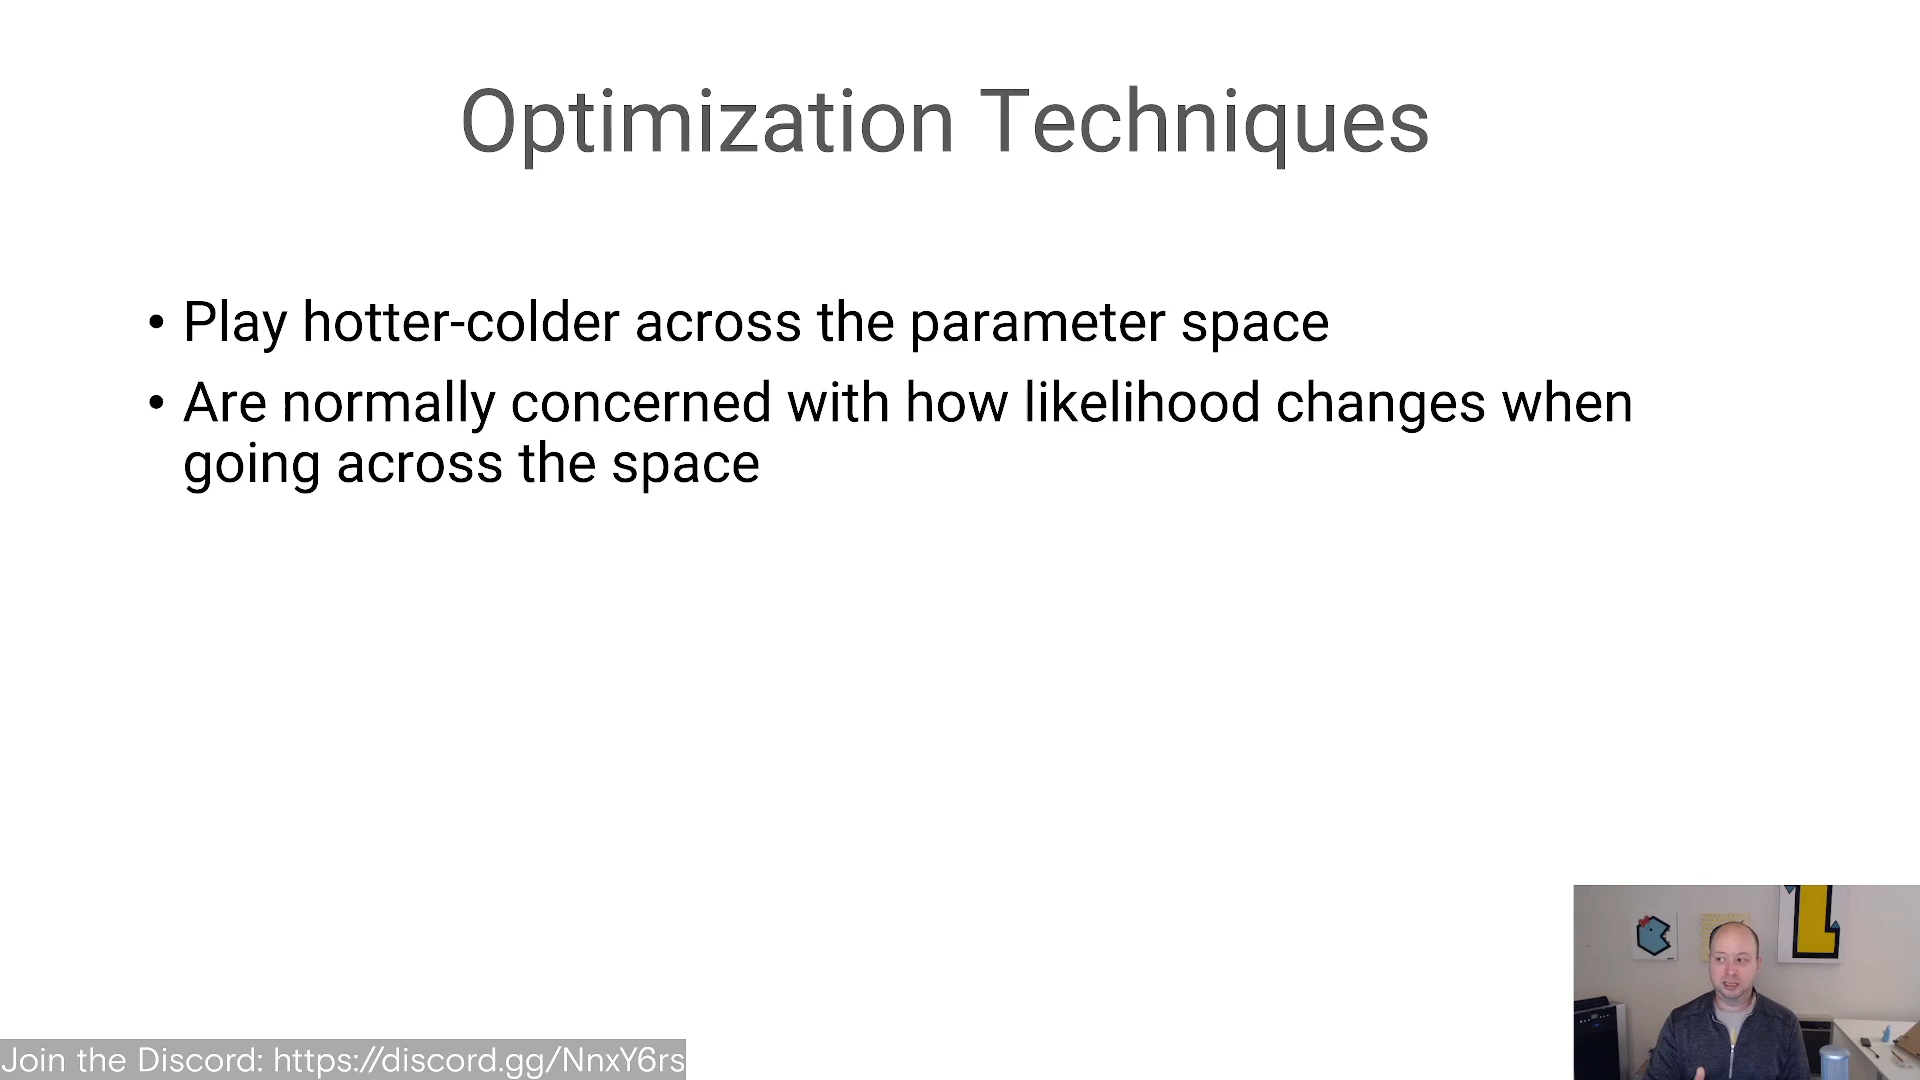 Optimization Techniques
• Play hotter-colder across the parameter space
• Are normally concerned with how likelihood changes when
going across the space
Join the Discord: https://discord.gg/NnxY6rs